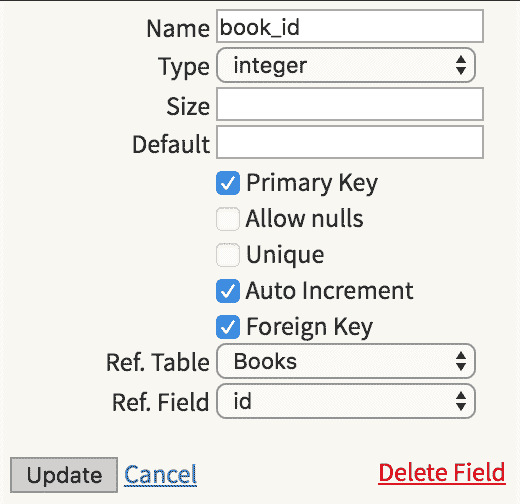 Name book_id
Type integer
Size
Default
Primary Key
Allow nulls
Unique
Auto Increment
Foreign Key
Ref. Table Books
Ref. Field id
Update Cancel Delete Field